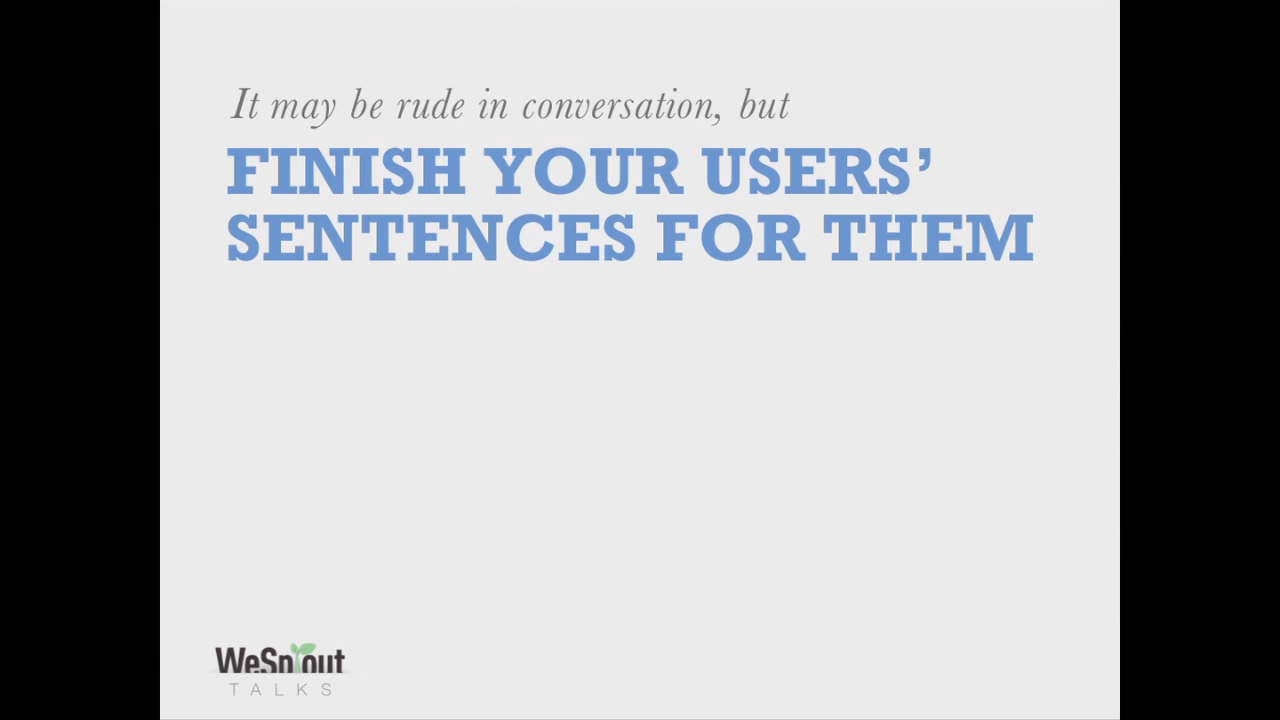 It may be rude in conversation, but
FINISH YOUR USERS’
SENTENCES FOR THEM
WeSprout
TALKS